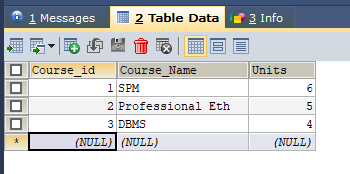 1 Messages 2 Table Data 3 Info
Course_id Course_Name Units
1 SPM 6
2 Professional Eth 5
3 DBMS 4
* (NULL) (NULL) (NULL)